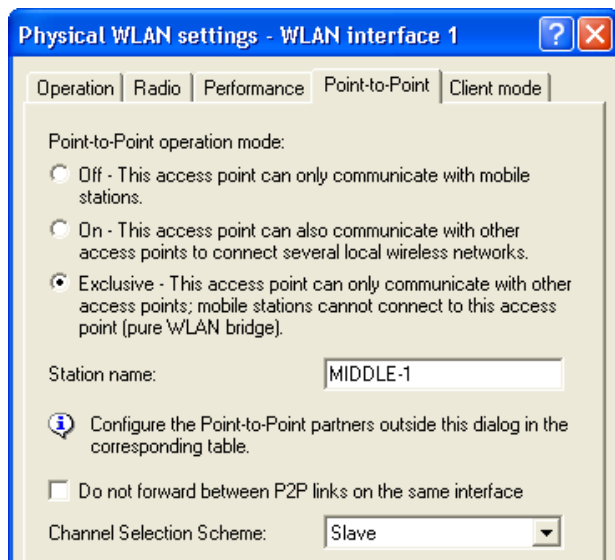 Physical WLAN settings - WLAN interface 1
Operation Radio Performance Point-to-Point Client mode
Point-to-Point operation mode:
Off - This access point can only communicate with mobile
stations.
On - This access point can also communicate with other
access points to connect several local wireless networks.
Exclusive - This access point can only communicate with other
access points; mobile stations cannot connect to this access
point (pure WLAN bridge).
Station name: MIDDLE-1
Configure the Point-to-Point partners outside this dialog in the
corresponding table.
Do not forward between P2P links on the same interface
Channel Selection Scheme: Slave